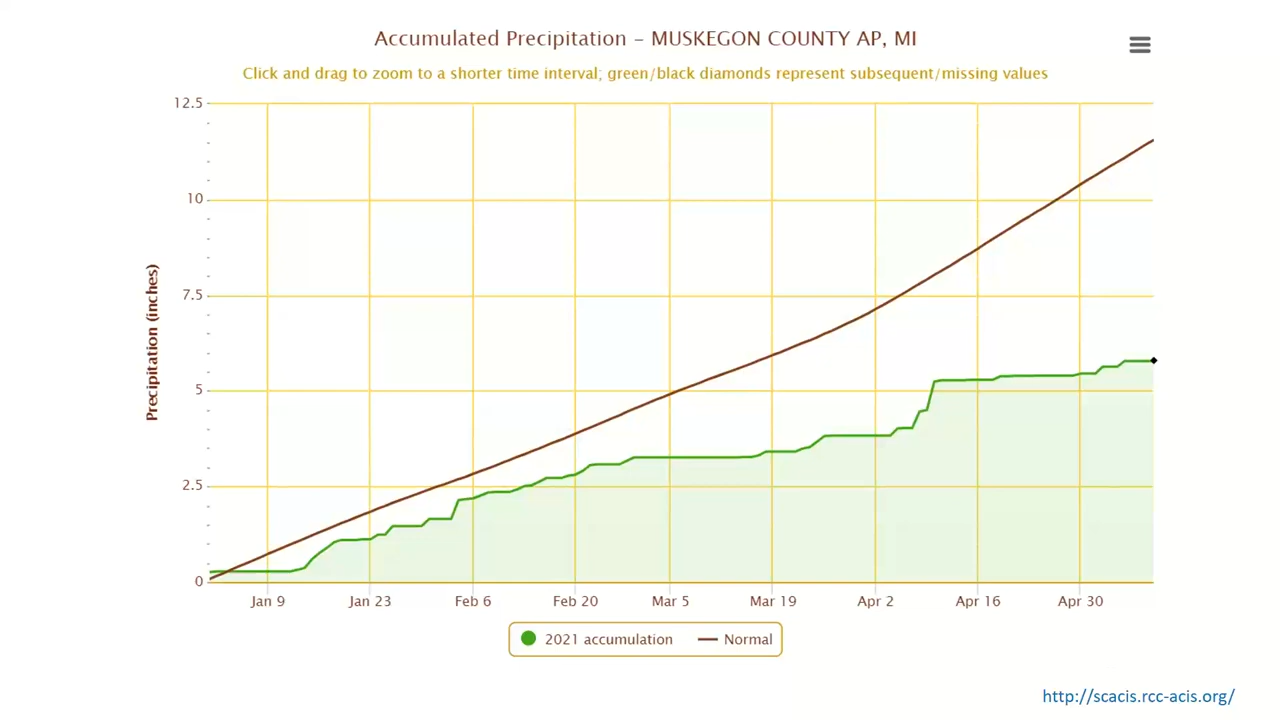 Accumulated Precipitation – MUSKEGON COUNTY AP, MI
Click and drag to zoom to a shorter time interval; green/black diamonds represent subsequent/missing values
12.5
10
7.5
5
2.5
0
Precipitation (inches)
Jan 9 Jan 23 Feb 6 Feb 20 Mar 5 Mar 19 Apr 2 Apr 16 Apr 30
2021 accumulation Normal
http://scacis.rcc-acis.org/